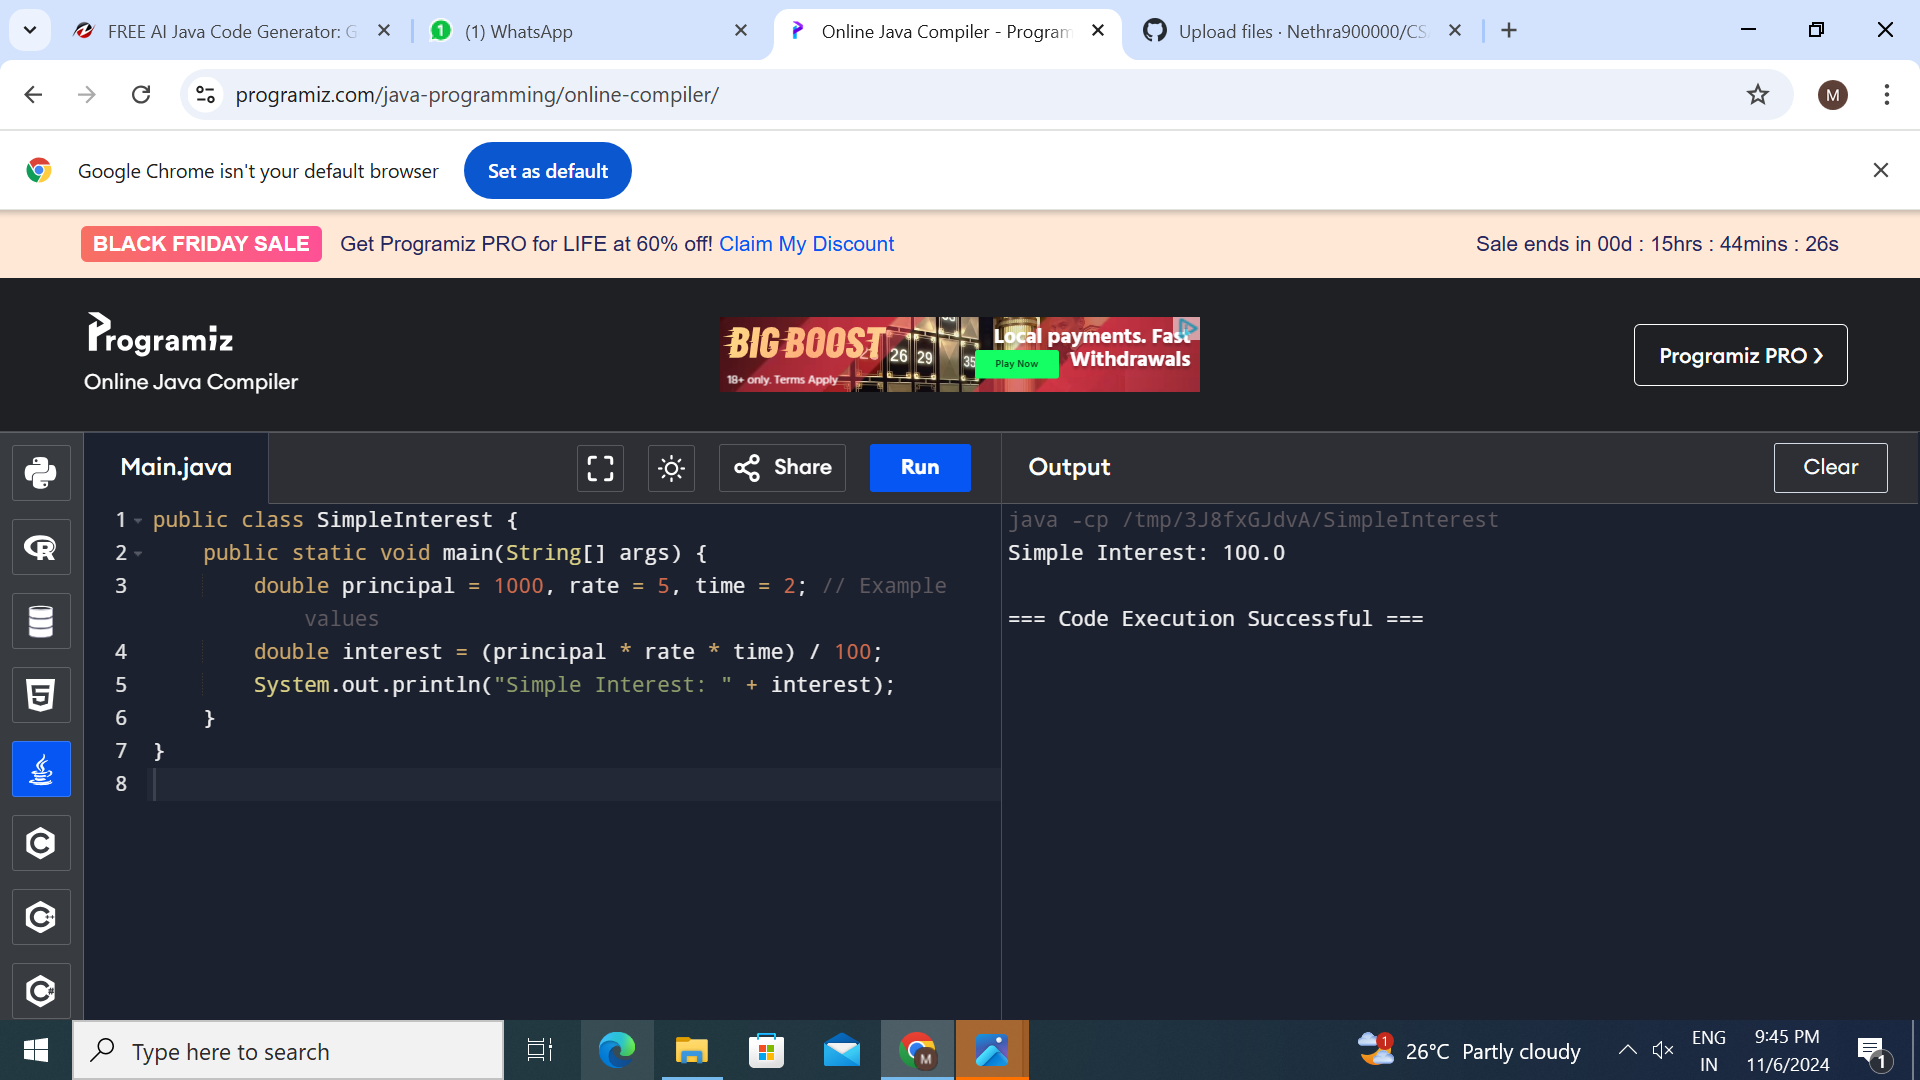 FREE AI Java Code Generator: G
(1) WhatsApp
Online Java Compiler - Program
Upload files · Nethra900000/CS
programiz.com/java-programming/online-compiler/
M
Google Chrome isn't your default browser
Set as default
BLACK FRIDAY SALE
Get Programiz PRO for LIFE at 60% off! Claim My Discount
Sale ends in 00d : 15hrs : 44mins : 26s
Programiz
Online Java Compiler
BIG BOOST
18+ only. Terms Apply
26 29 35
Local payments. Fast
Withdrawals
Play Now
Programiz PRO ❯
Main.java
Share
Run
Output
Clear
1 public class SimpleInterest {
2 public static void main(String[] args) {
3 double principal = 1000, rate = 5, time = 2; // Example
values
4 double interest = (principal * rate * time) / 100;
5 System.out.println("Simple Interest: " + interest);
6 }
7 }
8
java -cp /tmp/3J8fxGJdvA/SimpleInterest
Simple Interest: 100.0
=== Code Execution Successful ===
Type here to search
M
1
26°C Partly cloudy
ENG
IN
9:45 PM
11/6/2024
1